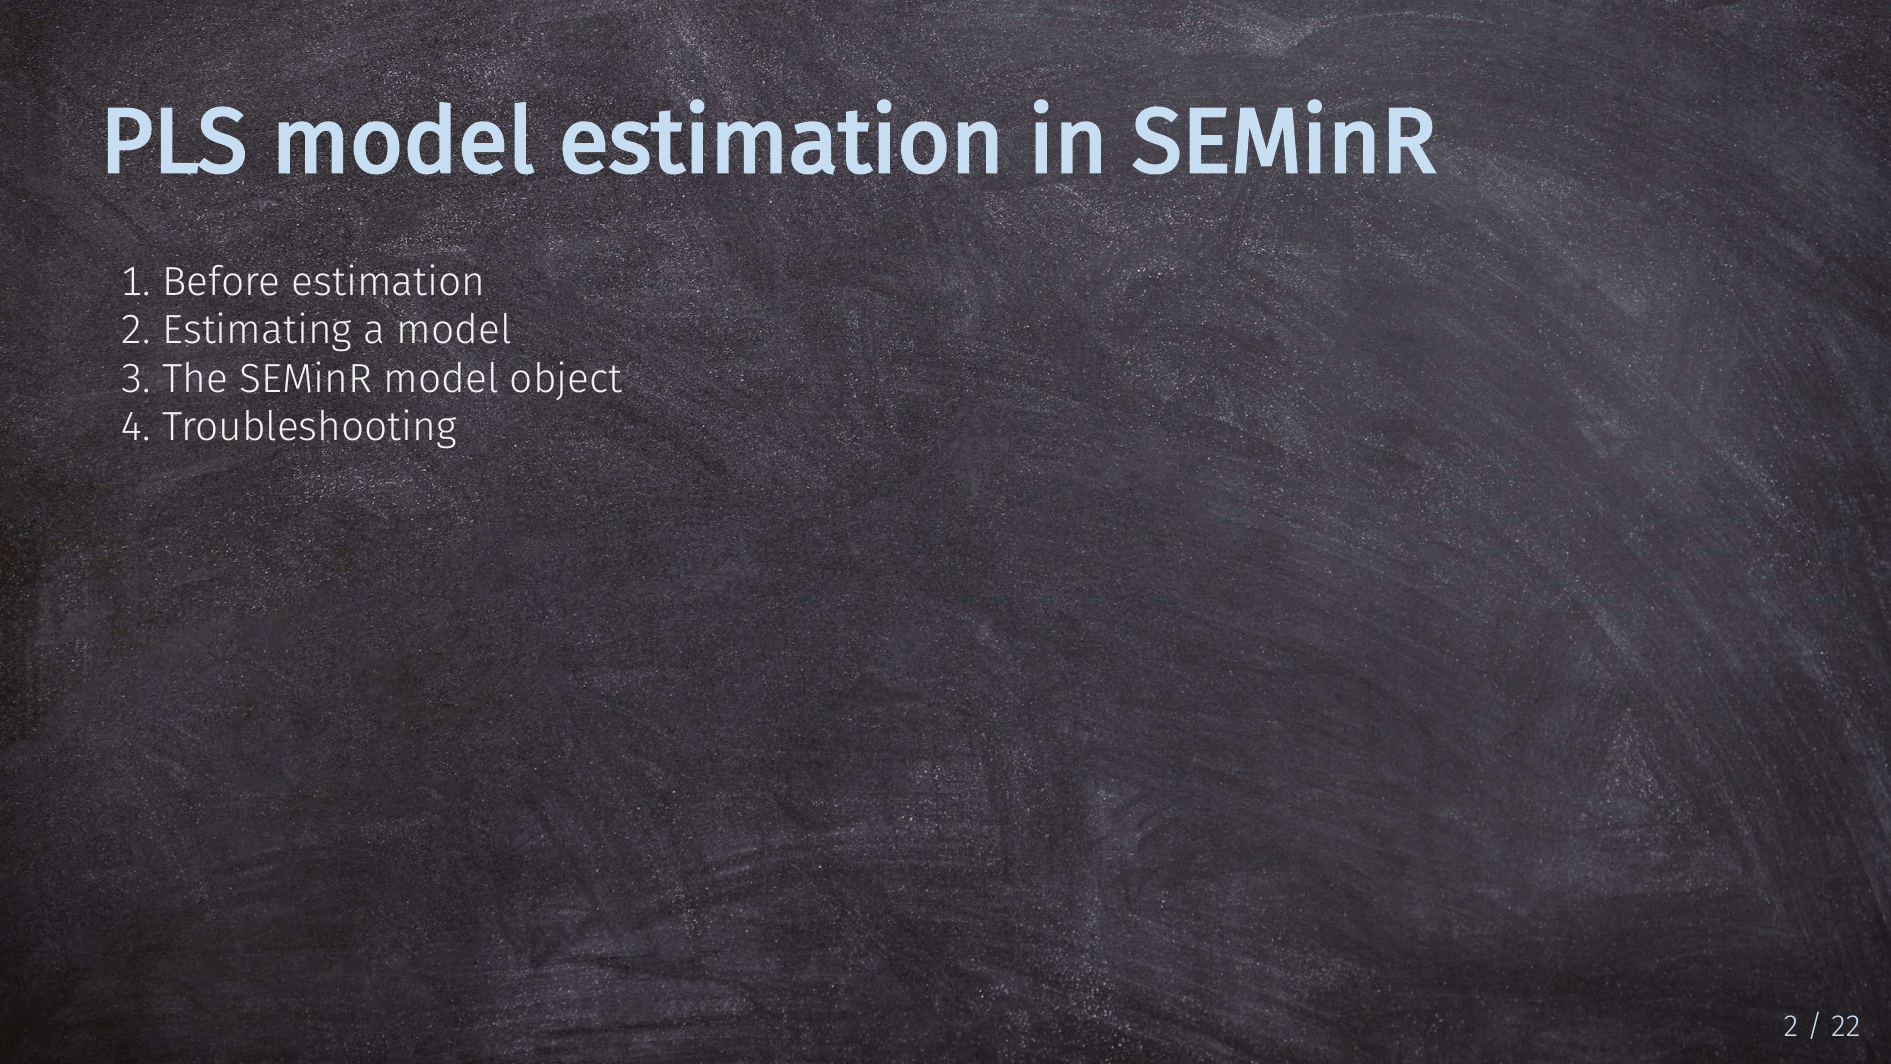 PLS model estimation in SEMinR
1. Before estimation
2. Estimating a model
3. The SEMinR model object
4. Troubleshooting
2 / 22